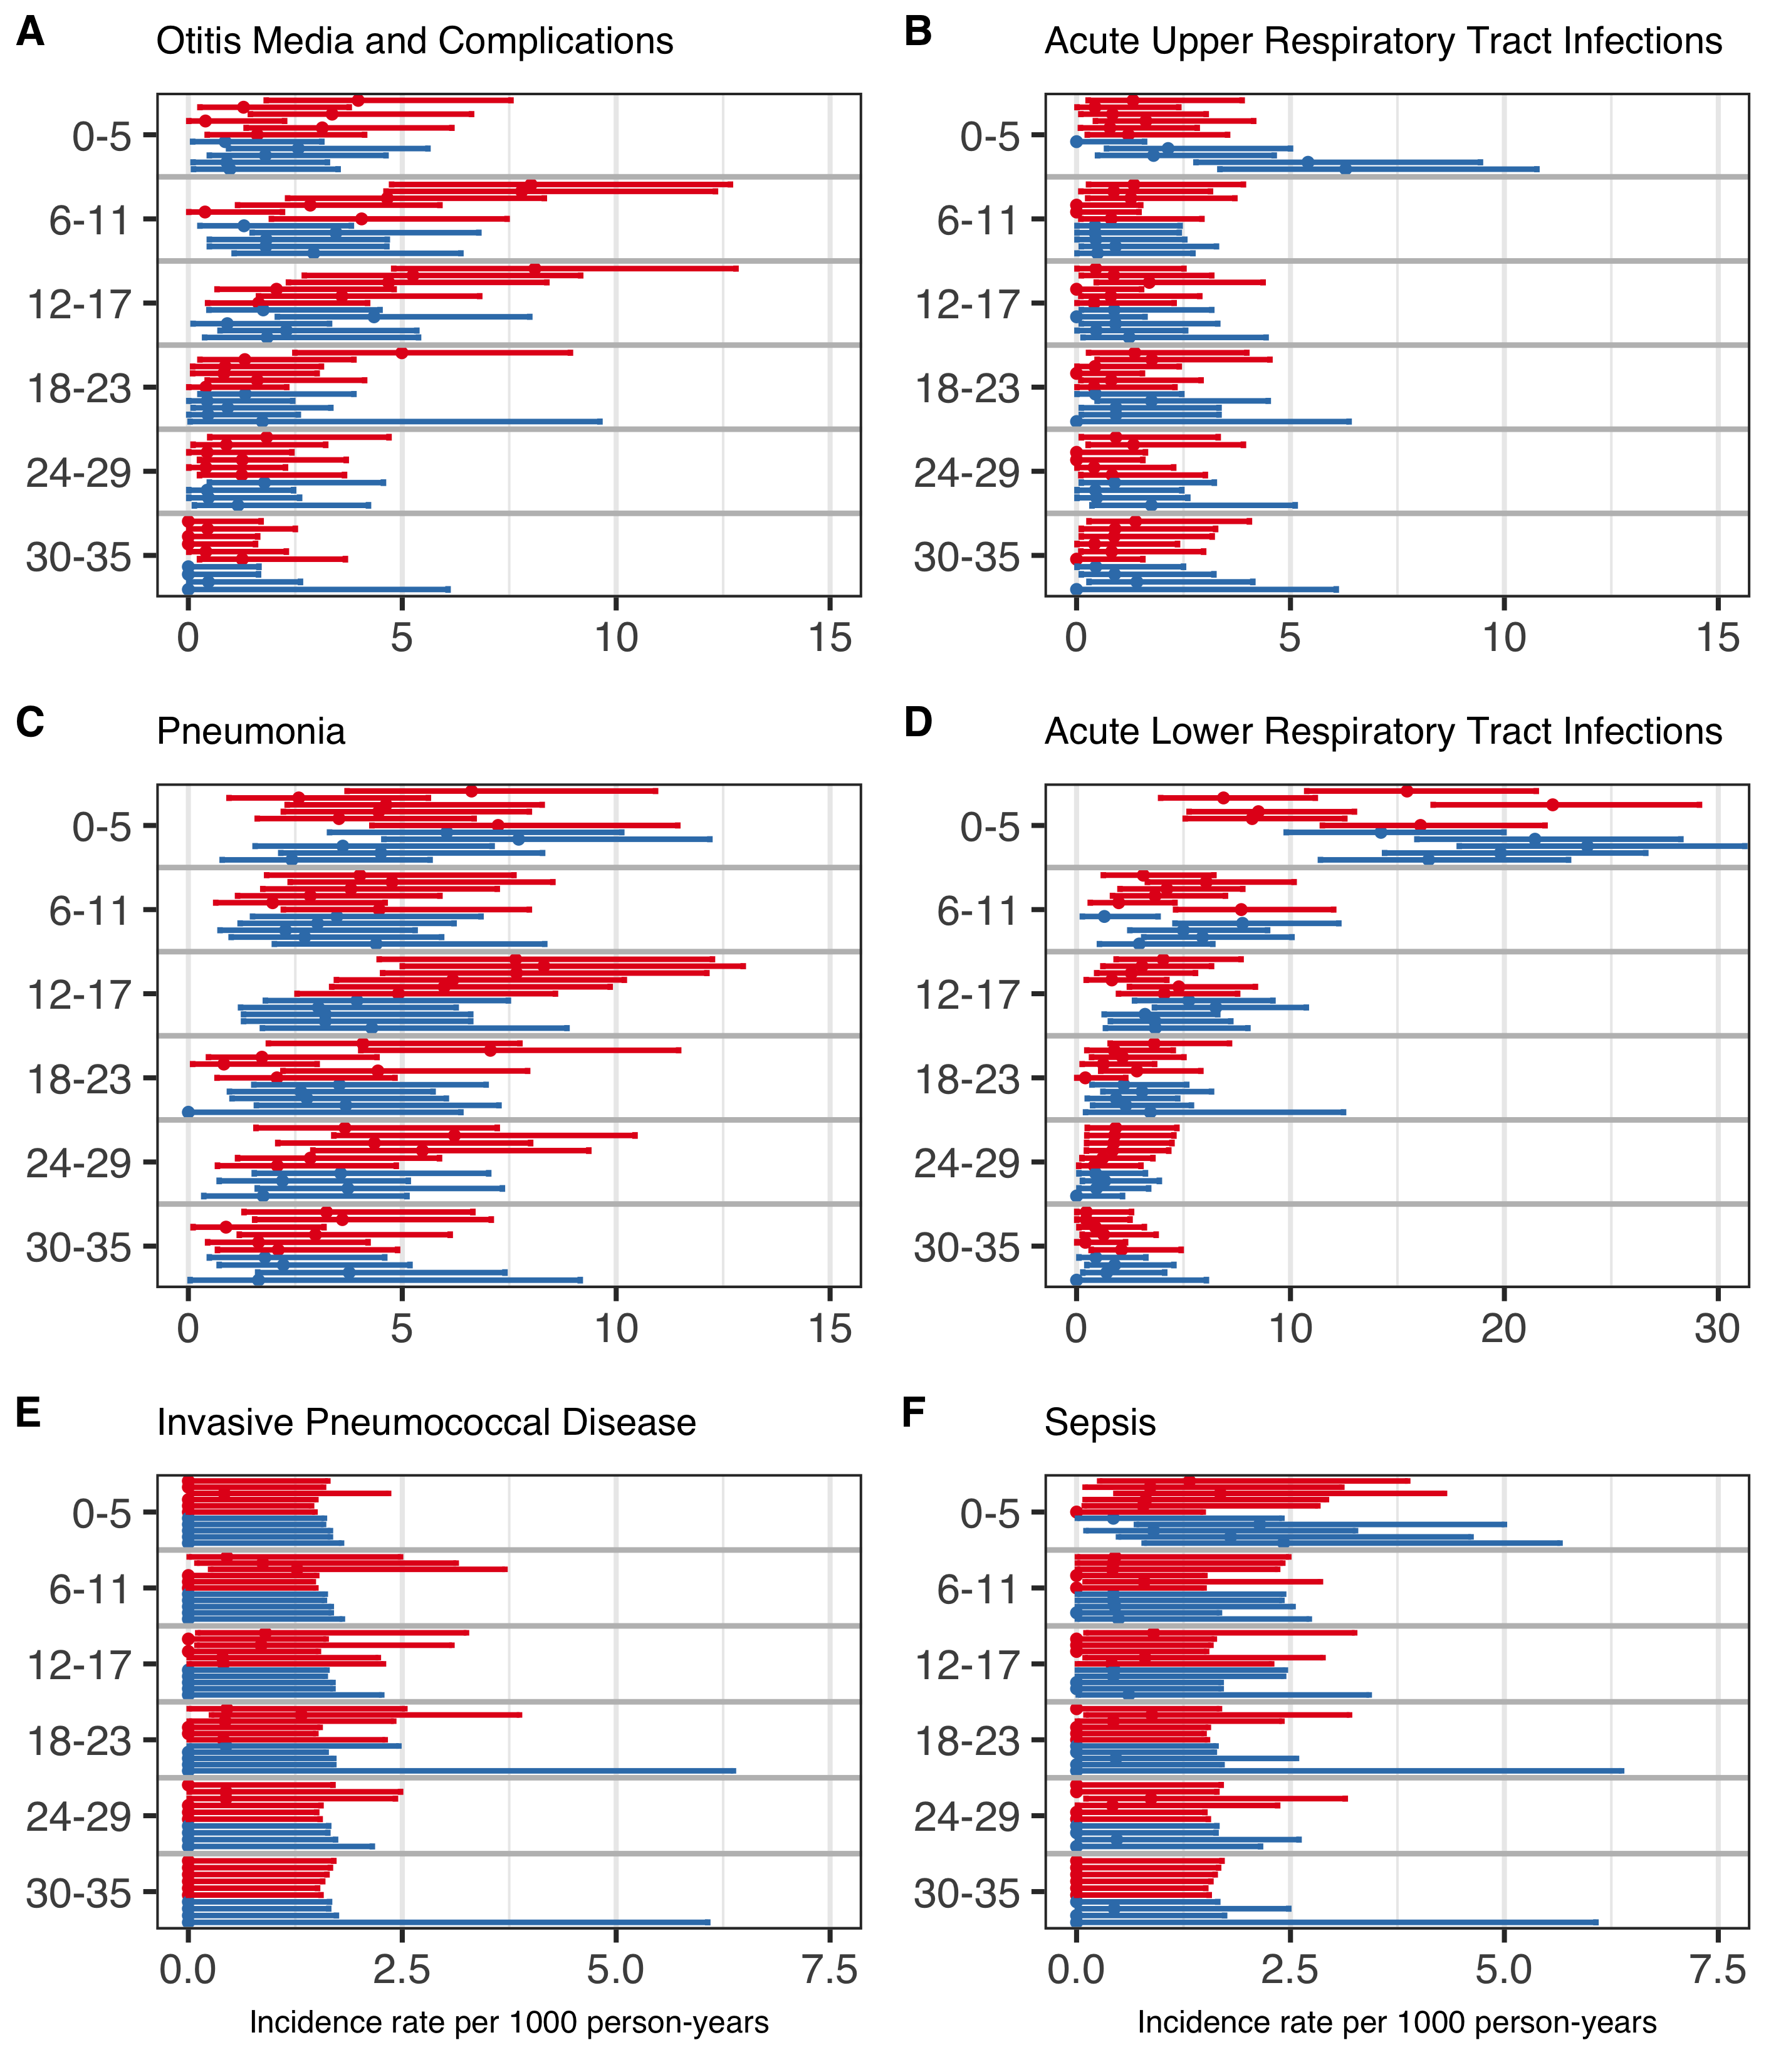 A Otitis Media and Complications
0-5
6-11
12-17
18-23
24-29
30-35
0 5 10 15
B Acute Upper Respiratory Tract Infections
0-5
6-11
12-17
18-23
24-29
30-35
0 5 10 15
C Pneumonia
0-5
6-11
12-17
18-23
24-29
30-35
0 5 10 15
D Acute Lower Respiratory Tract Infections
0-5
6-11
12-17
18-23
24-29
30-35
0 10 20 30
E Invasive Pneumococcal Disease
0-5
6-11
12-17
18-23
24-29
30-35
0.0 2.5 5.0 7.5
Incidence rate per 1000 person-years
F Sepsis
0-5
6-11
12-17
18-23
24-29
30-35
0.0 2.5 5.0 7.5
Incidence rate per 1000 person-years